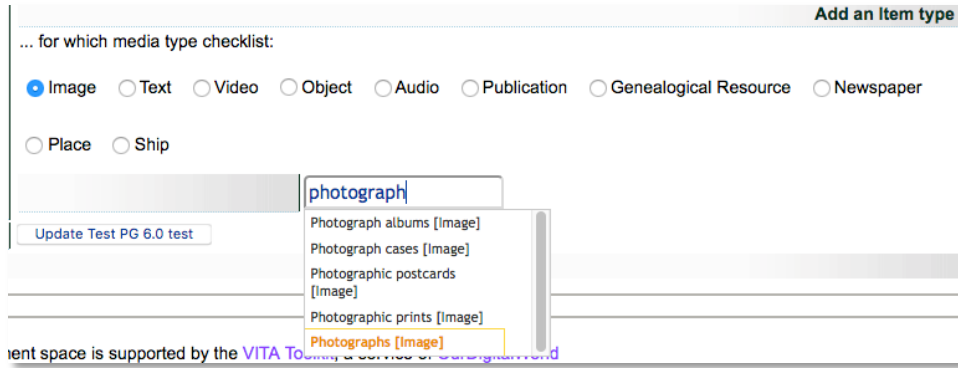 Add an Item type
... for which media type checklist:
Image Text Video Object Audio Publication Genealogical Resource Newspaper
Place Ship
photograph
Photograph albums [Image]
Update Test PG 6.0 test
Photograph cases [Image]
Photographic postcards
[Image]
Photographic prints [Image]
Photographs [Image]
space is supported by the VITA a service of OurDigitalWorld